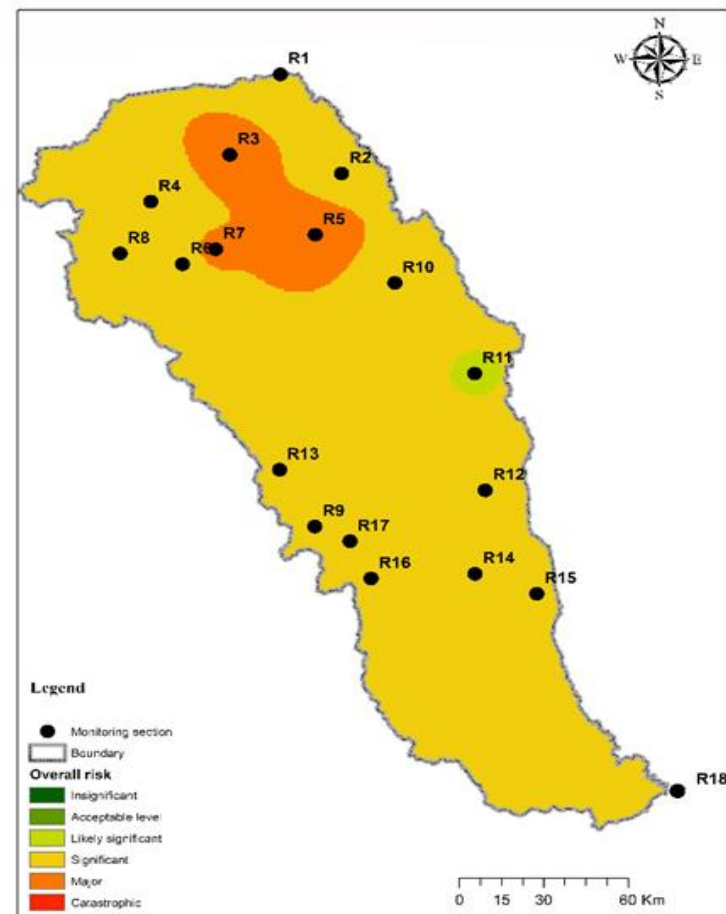 N
W E
S
R1
R3
R2
R4
R5
R7
R8
R6
R10
R11
R13
R12
R9
R17
R14
R16
R15
R18
Legend
Monitoring section
Boundary
Overall risk
Insignificant
Acceptable level
Likely significant
Significant
Major
Carastrophic
0 15 30 60 Km